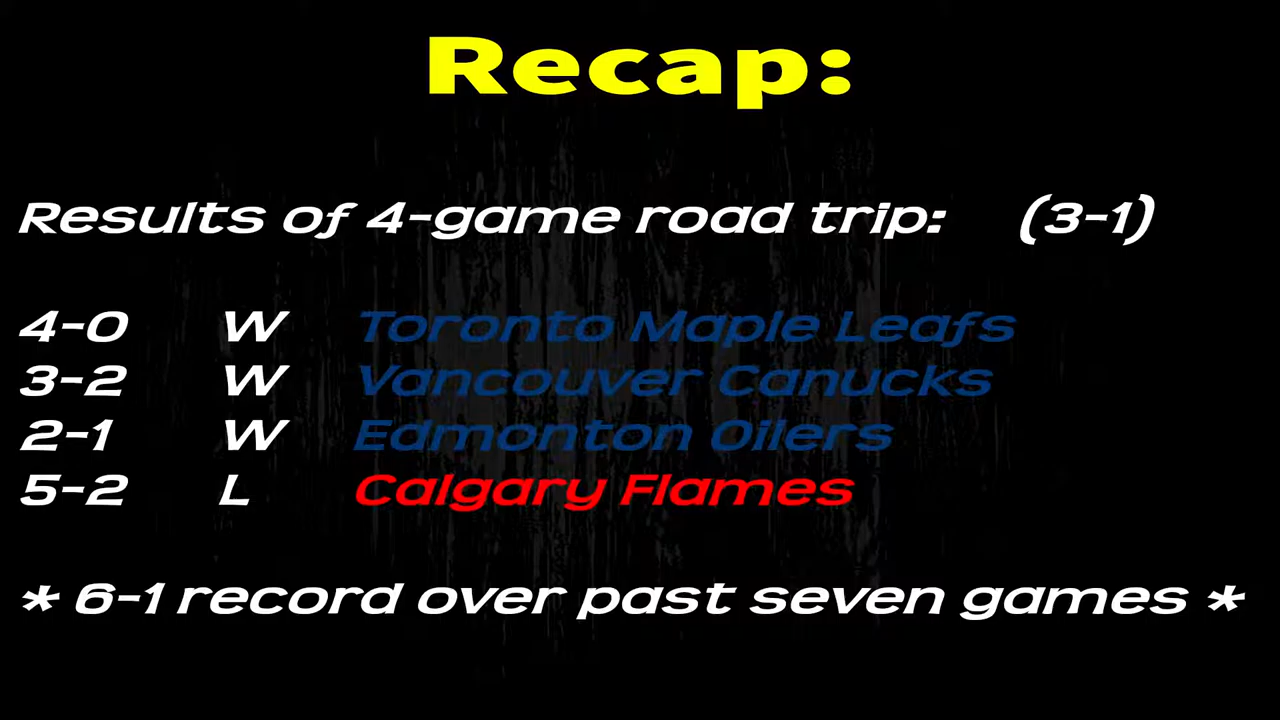 Recap:
Results of 4-game road trip: (3-1)
4-0 W Toronto Maple Leafs
3-2 W Vancouver Canucks
2-1 W Edmonton Oilers
5-2 L Calgary Flames
* 6-1 record over past seven games *